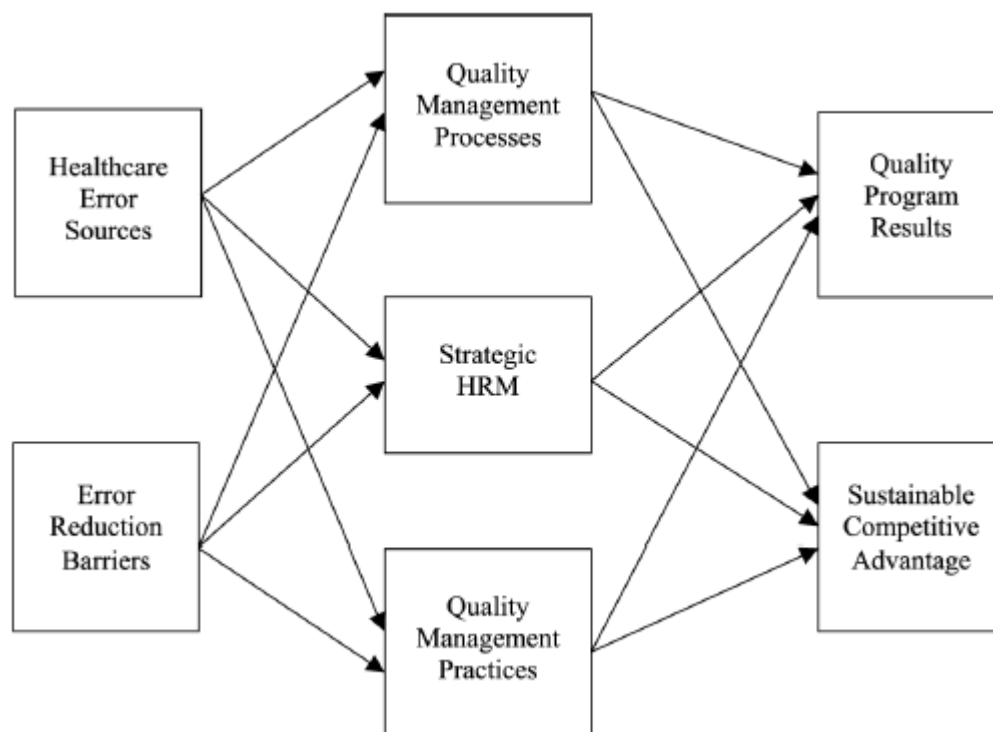 Quality
Management
Processes
Healthcare
Error
Sources
Quality
Program
Results
Strategic
HRM
Error
Reduction
Barriers
Sustainable
Competitive
Advantage
Quality
Management
Practices